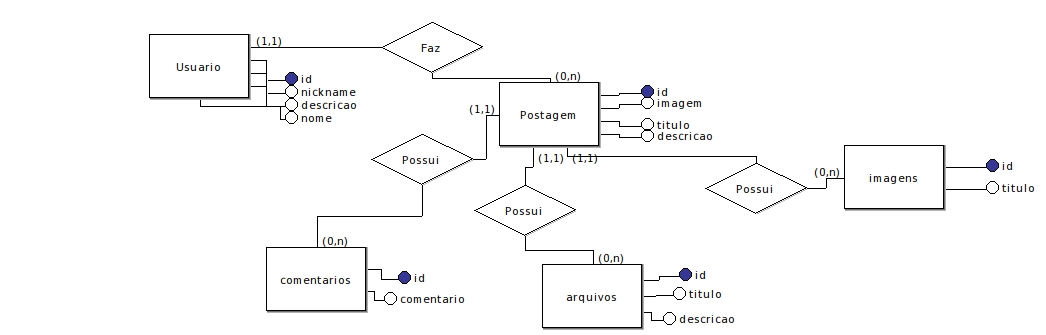 (1,1)
Faz
Usuario
id
nickname
descricao
nome
(0,n)
Postagem
id
imagem
titulo
descricao
(1,1)
Possui
(1,1)
(1,1)
Possui
Possui
(0,n)
imagens
id
titulo
(0,n)
comentarios
id
comentario
(0,n)
arquivos
id
titulo
descricao